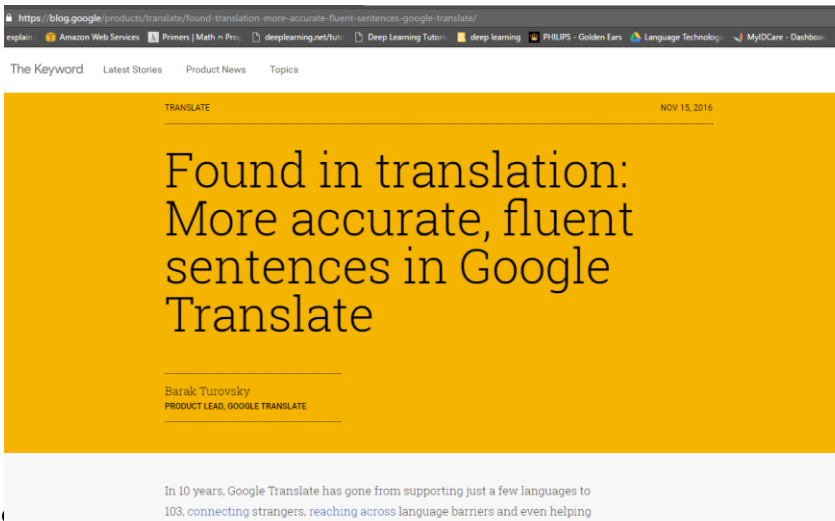 https://blog.google/products/translate/found-translation-more-accurate-fluent-sentences-google-translate/
explain Amazon Web Services Primers | Math ∩ Prog deeplearning.net/tuto Deep Learning Tutori deep learning PHILIPS - Golden Ears Language Technolog MyIDCare - Dashboar
The Keyword Latest Stories Product News Topics
TRANSLATE NOV 15, 2016
Found in translation:
More accurate, fluent
sentences in Google
Translate
Barak Turovsky
PRODUCT LEAD, GOOGLE TRANSLATE
In 10 years, Google Translate has gone from supporting just a few languages to
103, connecting strangers, reaching across language barriers and even helping